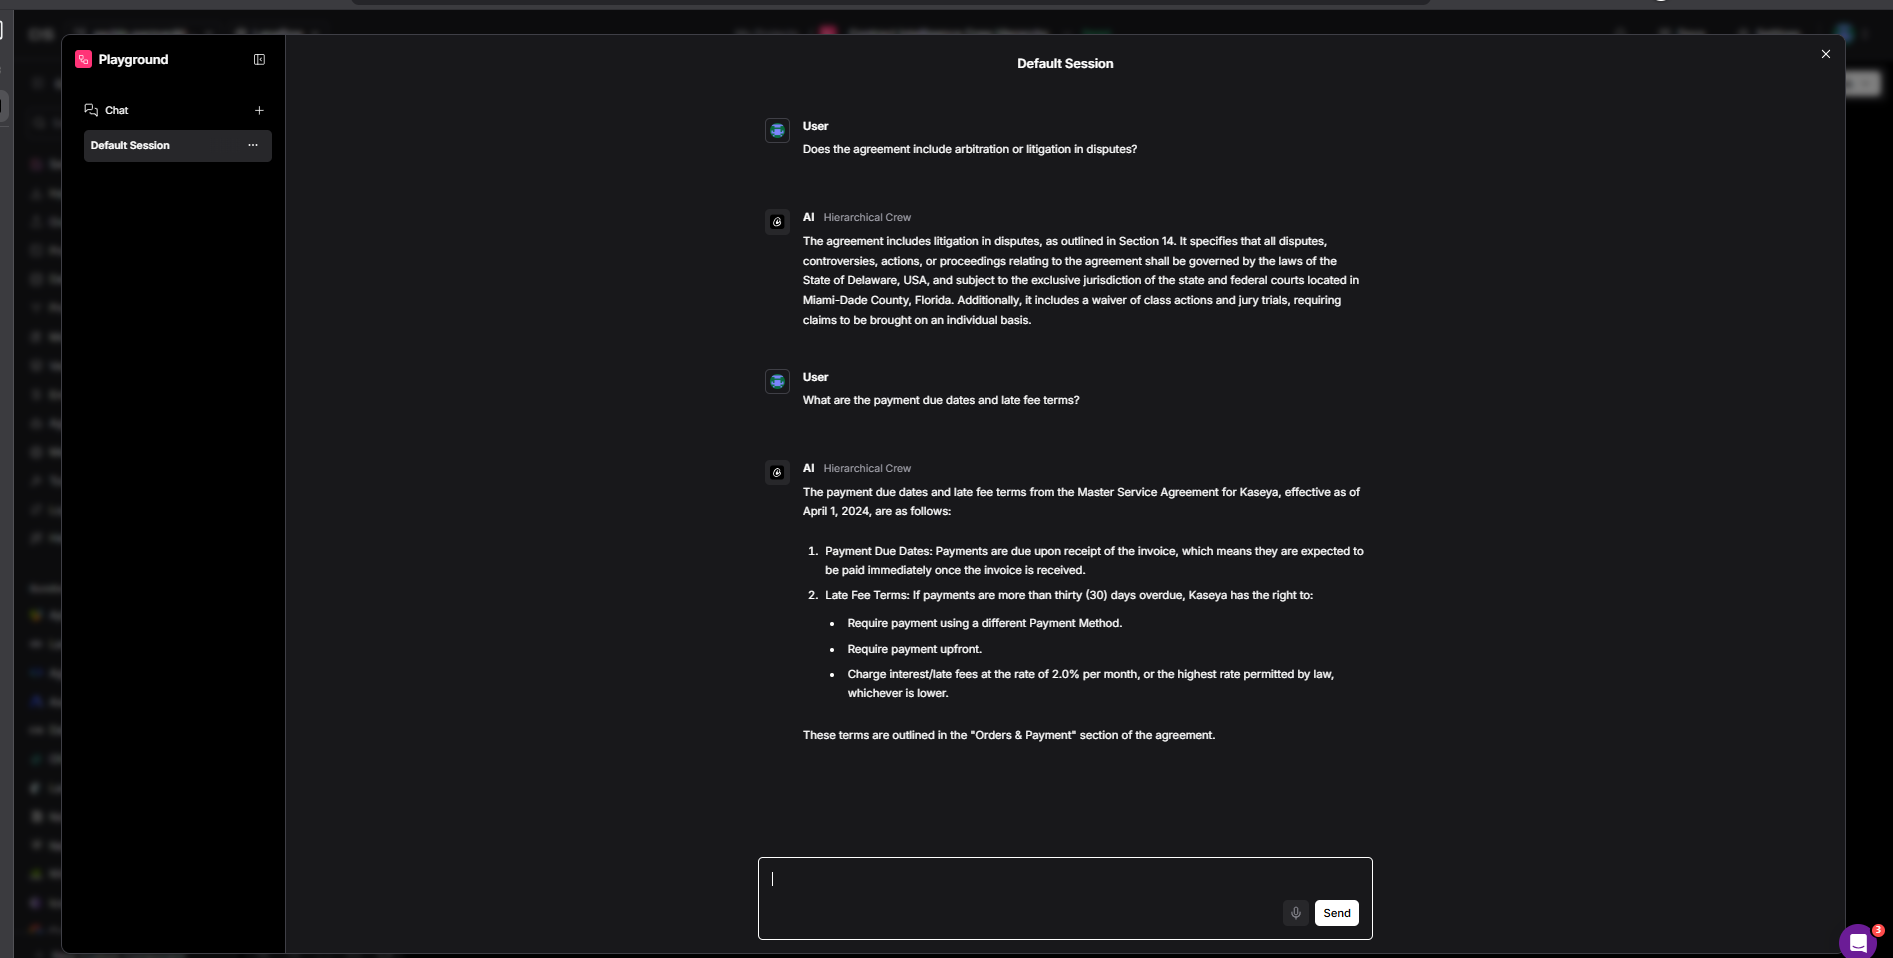 Playground
Default Session
Chat
Default Session
User
Does the agreement include arbitration or litigation in disputes?
AI Hierarchical Crew
The agreement includes litigation in disputes, as outlined in Section 14. It specifies that all disputes,
controversies, actions, or proceedings relating to the agreement shall be governed by the laws of the
State of Delaware, USA, and subject to the exclusive jurisdiction of the state and federal courts located in
Miami-Dade County, Florida. Additionally, it includes a waiver of class actions and jury trials, requiring
claims to be brought on an individual basis.
User
What are the payment due dates and late fee terms?
AI Hierarchical Crew
The payment due dates and late fee terms from the Master Service Agreement for Kaseya, effective as of
April 1, 2024, are as follows:
1. Payment Due Dates: Payments are due upon receipt of the invoice, which means they are expected to
be paid immediately once the invoice is received.
2. Late Fee Terms: If payments are more than thirty (30) days overdue, Kaseya has the right to:
• Require payment using a different Payment Method.
• Require payment upfront.
• Charge interest/late fees at the rate of 2.0% per month, or the highest rate permitted by law,
whichever is lower.
These terms are outlined in the "Orders & Payment" section of the agreement.
Send
3